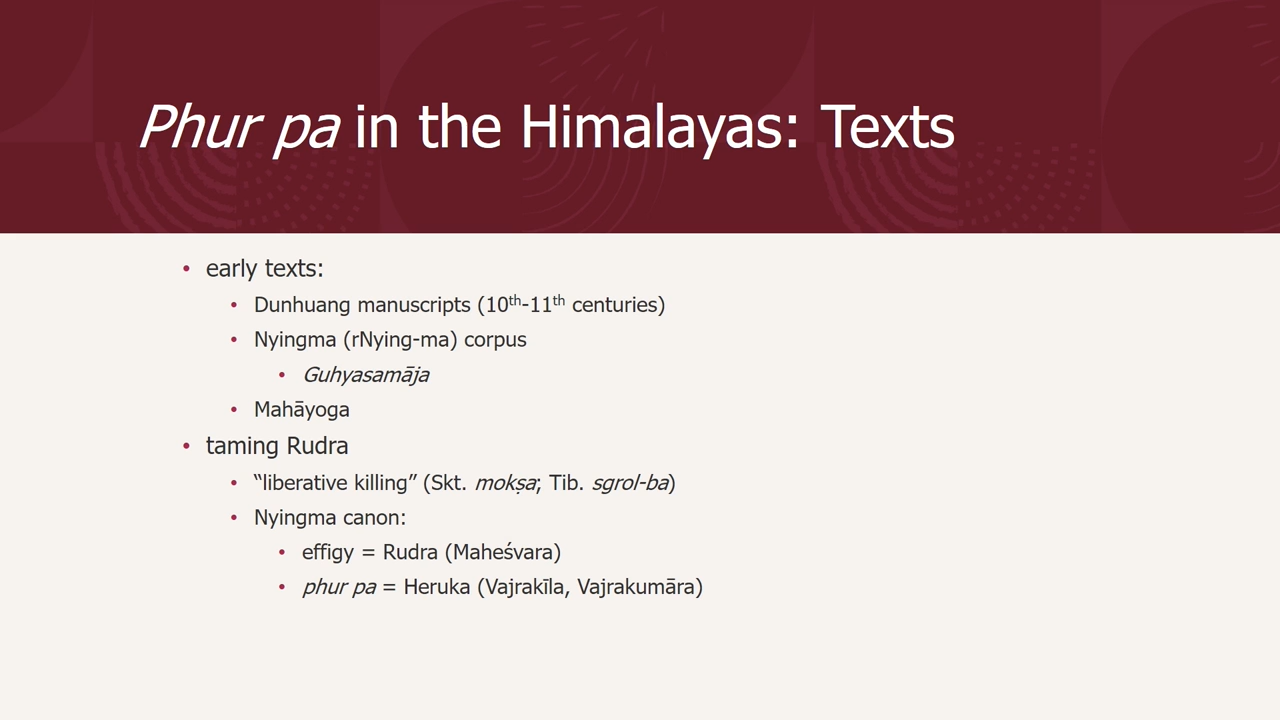 Phur pa in the Himalayas: Texts
• early texts:
• Dunhuang manuscripts (10th-11th centuries)
• Nyingma (rNying-ma) corpus
• Guhyasamāja
• Mahāyoga
• taming Rudra
• “liberative killing” (Skt. mokṣa; Tib. sgrol-ba)
• Nyingma canon:
• effigy = Rudra (Maheśvara)
• phur pa = Heruka (Vajrakīla, Vajrakumāra)